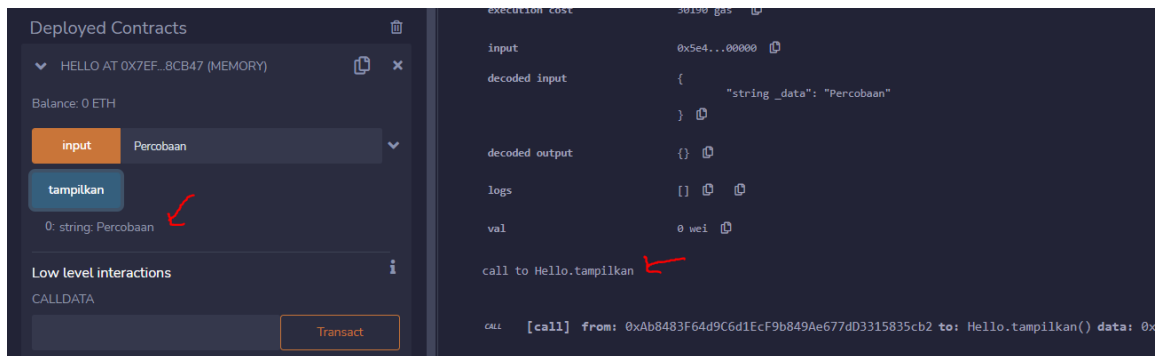 Deployed Contracts
HELLO AT 0X7EF...8CB47 (MEMORY)
Balance: 0 ETH
input Percobaan
tampilkan
0: string: Percobaan
Low level interactions
CALLDATA
Transact
execution cost 30190 gas
input 0x5e4...00000
decoded input {
"string _data": "Percobaan"
}
decoded output {}
logs []
val 0 wei
call to Hello.tampilkan
CALL [call] from: 0xAb8483F64d9C6d1EcF9b849Ae677dD3315835cb2 to: Hello.tampilkan() data: 0x